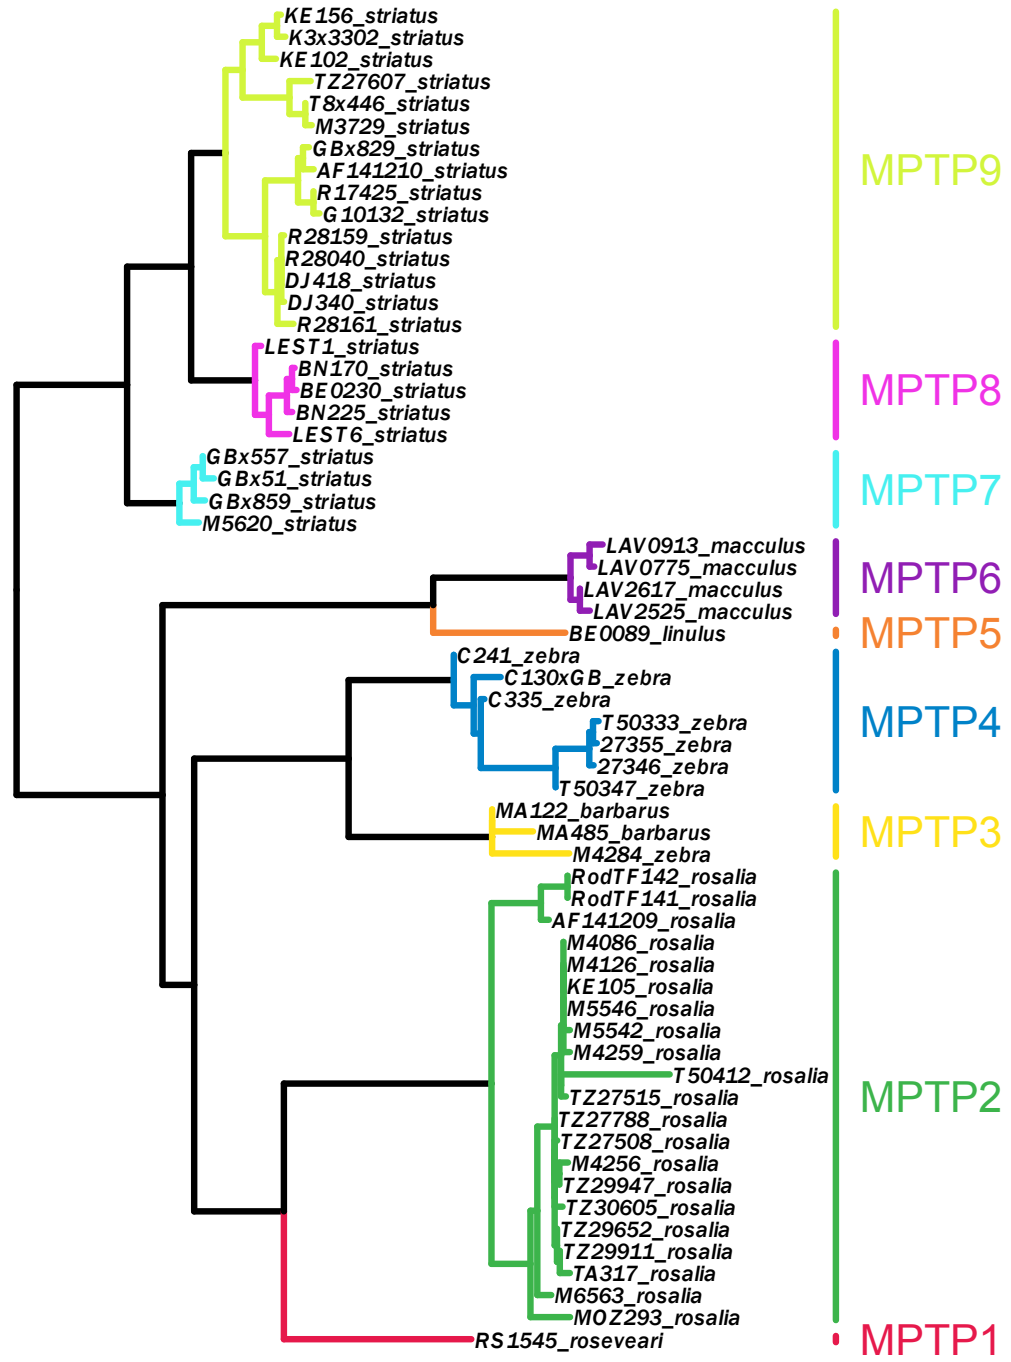 KE156_striatus
K3x3302_striatus
KE102_striatus
TZ27607_striatus
T8x446_striatus
M3729_striatus
GBx829_striatus
AF141210_striatus
R17425_striatus
G10132_striatus
R28159_striatus
R28040_striatus
DJ418_striatus
DJ340_striatus
R28161_striatus
MPTP9
LEST1_striatus
BN170_striatus
BE0230_striatus
BN225_striatus
LEST6_striatus
MPTP8
GBx557_striatus
GBx51_striatus
GBx859_striatus
M5620_striatus
MPTP7
LAV0913_macculus
LAV0775_macculus
LAV2617_macculus
LAV2525_macculus
MPTP6
BE0089_linulus
MPTP5
C241_zebra
C130xGB_zebra
C335_zebra
T50333_zebra
27355_zebra
27346_zebra
T50347_zebra
MPTP4
MA122_barbarus
MA485_barbarus
M4284_zebra
MPTP3
RodTF142_rosalia
RodTF141_rosalia
AF141209_rosalia
M4086_rosalia
M4126_rosalia
KE105_rosalia
M5546_rosalia
M5542_rosalia
M4259_rosalia
T50412_rosalia
TZ27515_rosalia
TZ27788_rosalia
TZ27508_rosalia
M4256_rosalia
TZ29947_rosalia
TZ30605_rosalia
TZ29652_rosalia
TZ29911_rosalia
TA317_rosalia
M6563_rosalia
MOZ293_rosalia
MPTP2
RS1545_roseveari
MPTP1